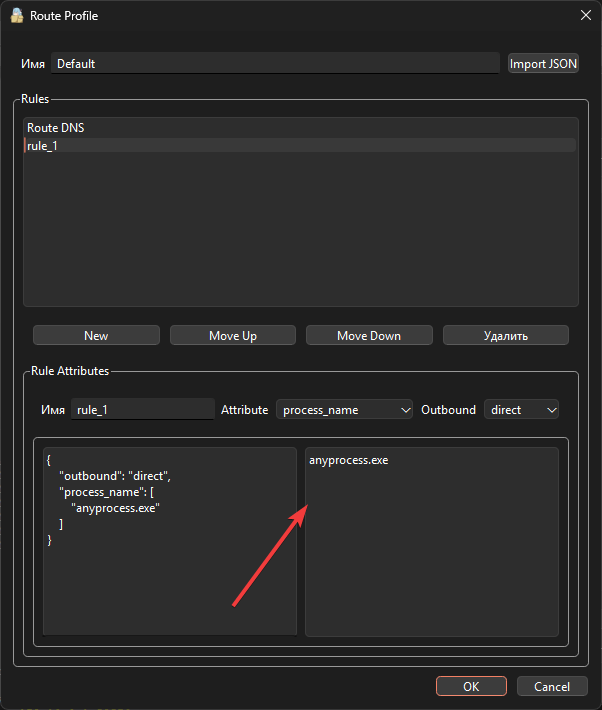 Route Profile
Имя Default Import JSON
Rules
Route DNS
rule_1
New Move Up Move Down Удалить
Rule Attributes
Имя rule_1 Attribute process_name Outbound direct
{
"outbound": "direct",
"process_name": [
"anyprocess.exe"
]
}
anyprocess.exe
OK Cancel